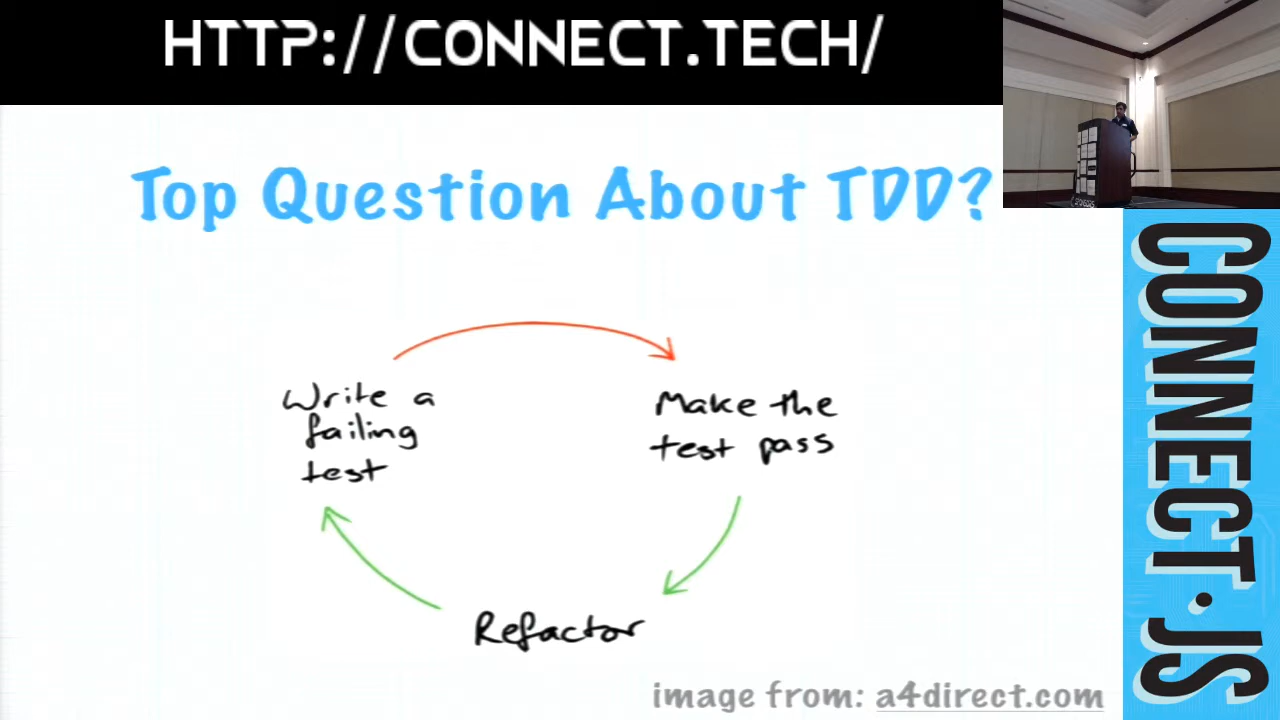 HTTP://CONNECT.TECH/
Top Question About TDD?
Write a
failing
test
Make the
test pass
Refactor
image from: a4direct.com
CONNECT.JS